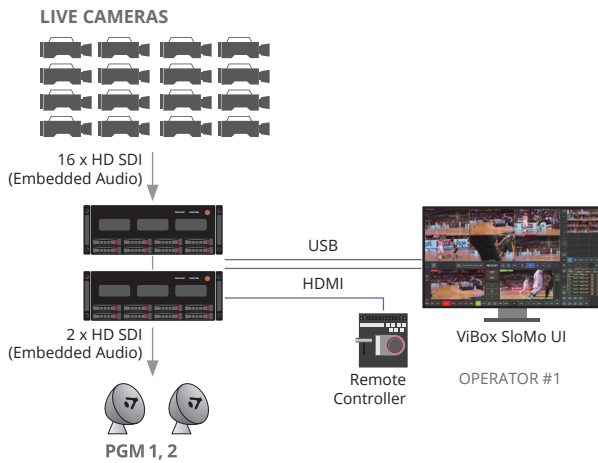 LIVE CAMERAS
16 x HD SDI
(Embedded Audio)
USB
HDMI
2 x HD SDI
(Embedded Audio)
ViBox SloMo UI
Remote
Controller
OPERATOR #1
PGM 1, 2